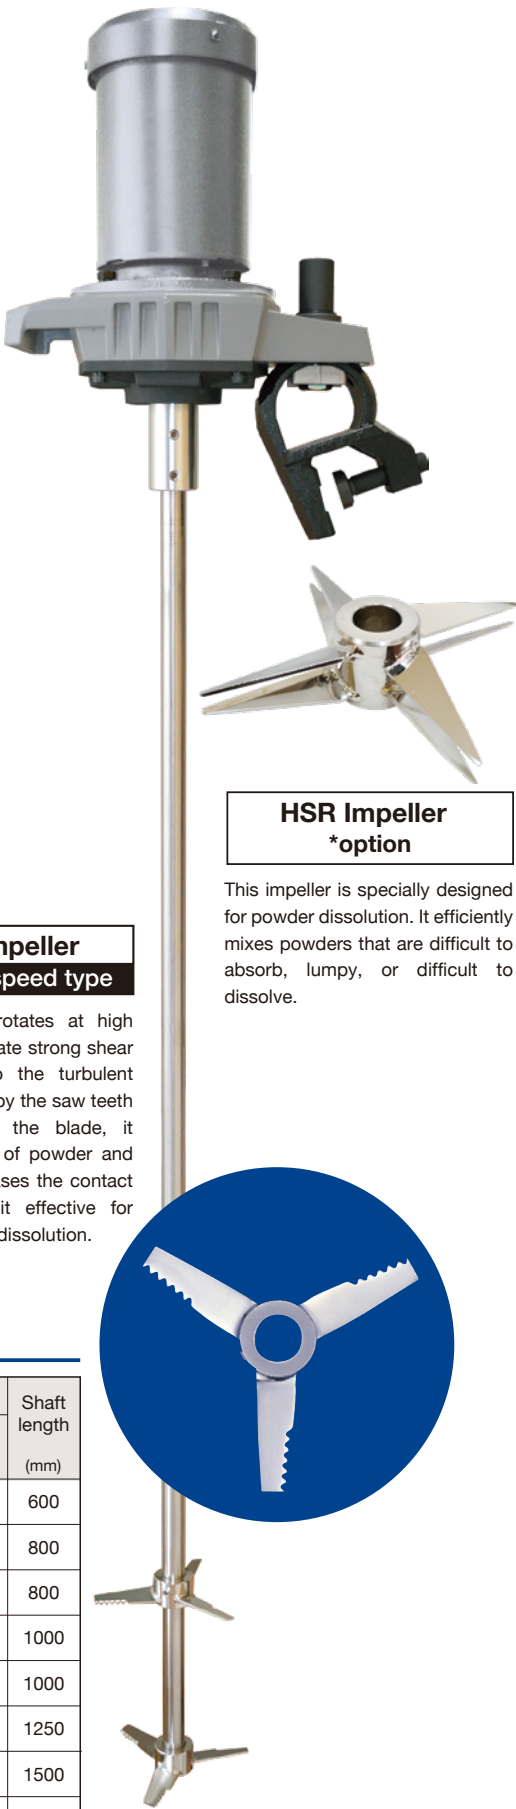 HSR Impeller
*option
This impeller is specially designed
for powder dissolution. It efficiently
mixes powders that are difficult to
absorb, lumpy, or difficult to
dissolve.
speed type
rotates at high
strong shear
the turbulent
by the saw teeth
the blade, it
of powder and
the contact
it effective for
dissolution.
Shaft
length
(mm)
600
800
800
1000
1000
1250
1500